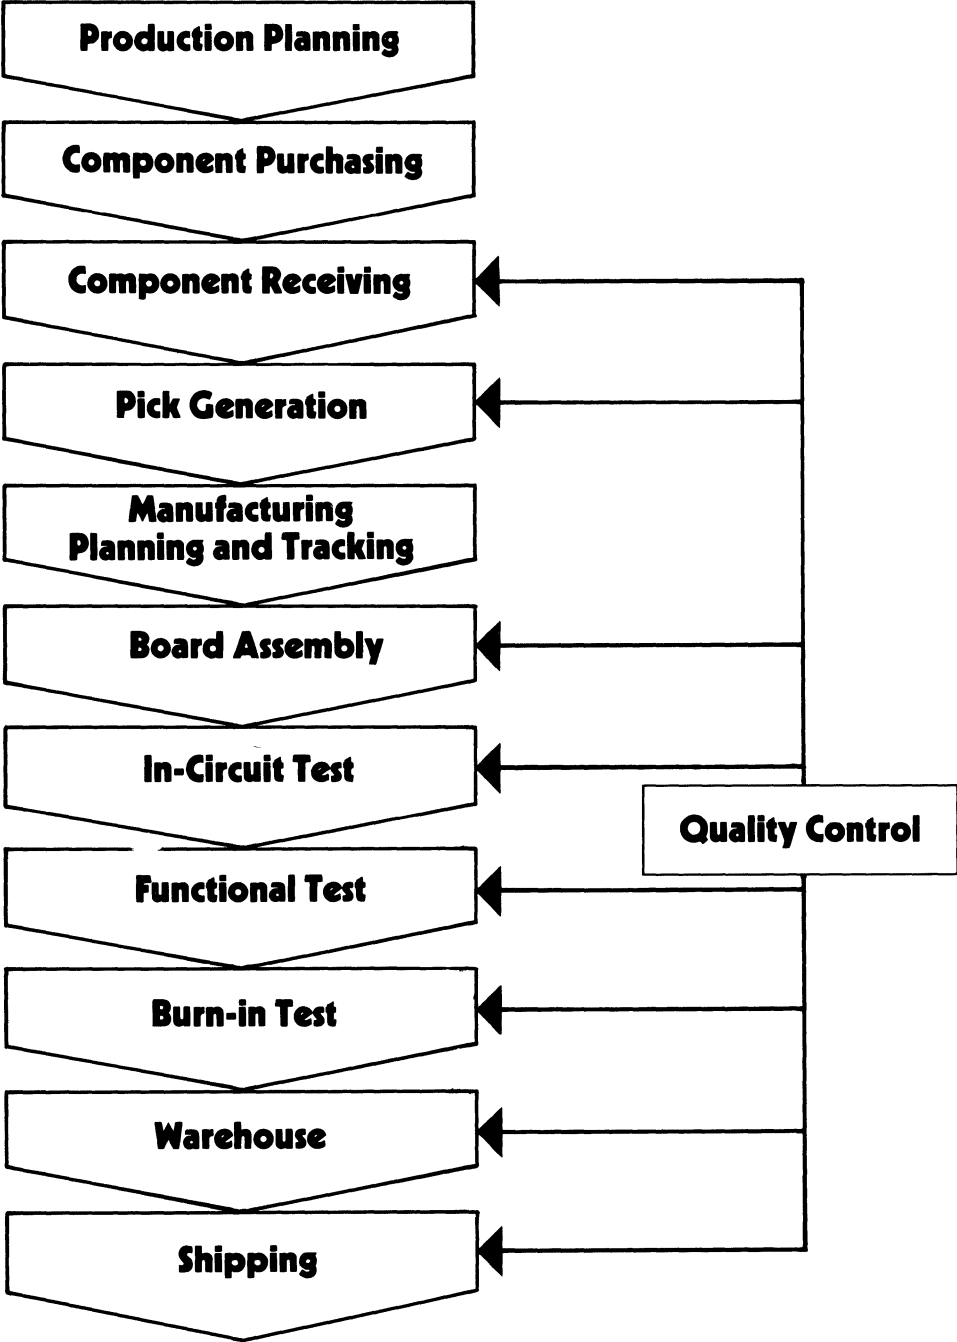 Production Planning
Component Purchasing
Component Receiving
Pick Generation
Manufacturing
Planning and Tracking
Board Assembly
In-Circuit Test
Quality Control
Functional Test
Burn-in Test
Warehouse
Shipping